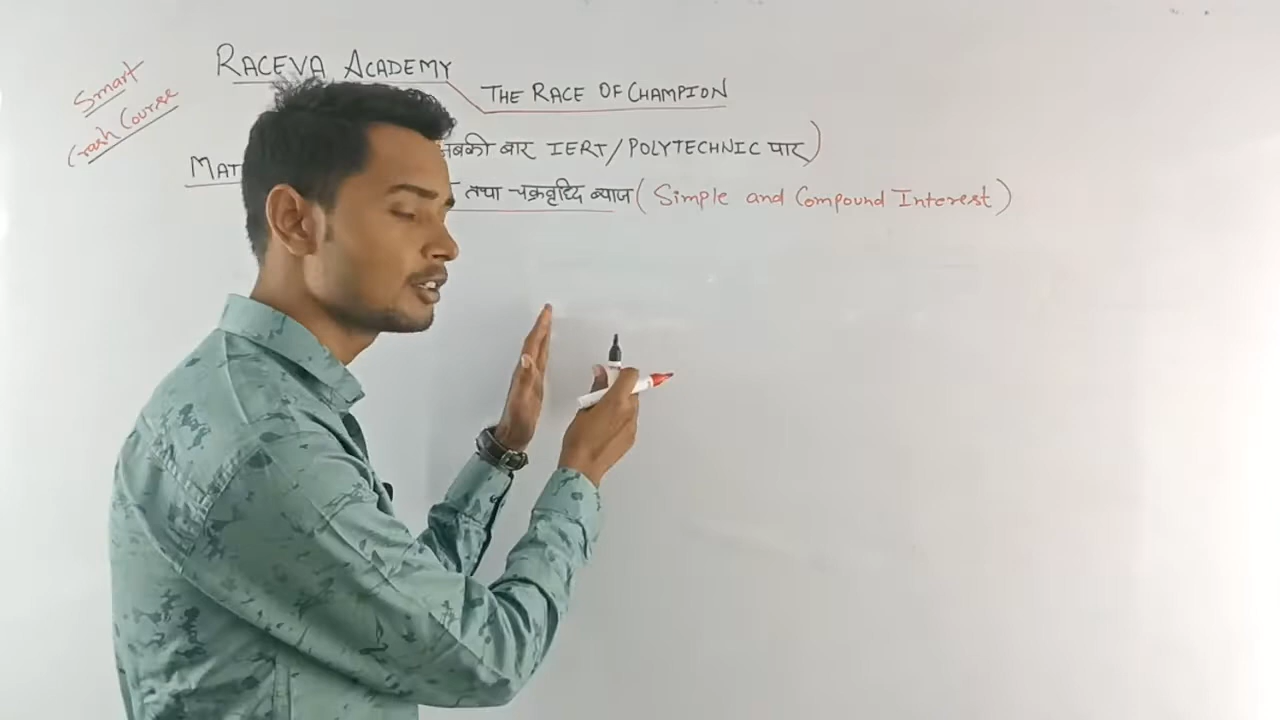 Smart
Crash Course
RACEVA ACADEMY
THE RACE OF CHAMPION
बकी बार IERT/POLYTECHNIC पार)
MAT
तथा चक्रवृद्धि ब्याज (Simple and Compound Interest)